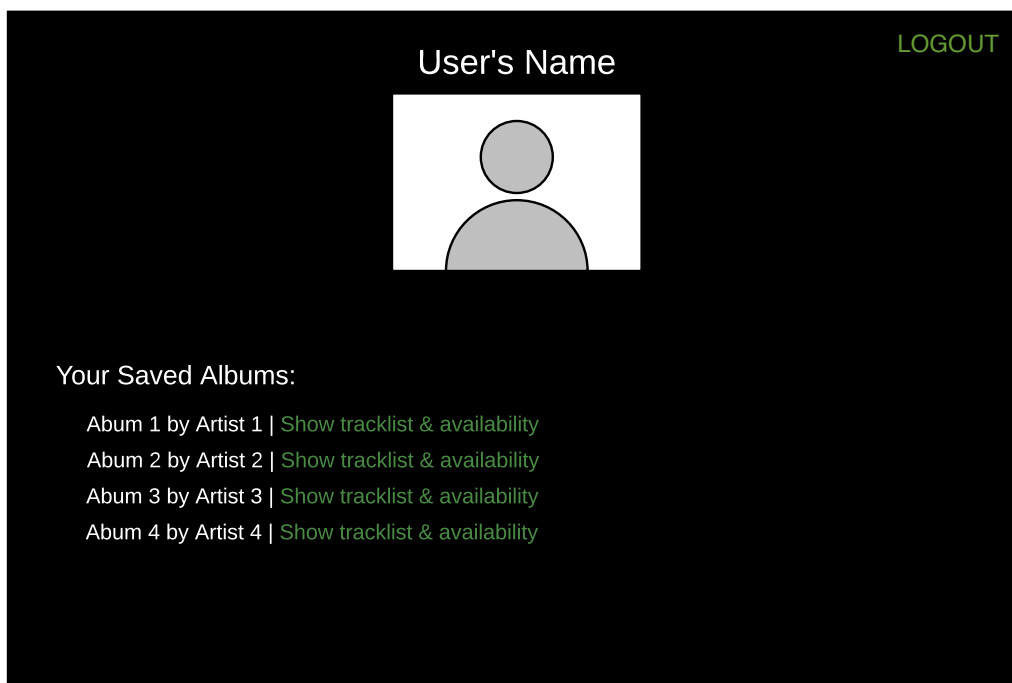 LOGOUT
User's Name
Your Saved Albums:
Abum 1 by Artist 1 | Show tracklist & availability
Abum 2 by Artist 2 | Show tracklist & availability
Abum 3 by Artist 3 | Show tracklist & availability
Abum 4 by Artist 4 | Show tracklist & availability